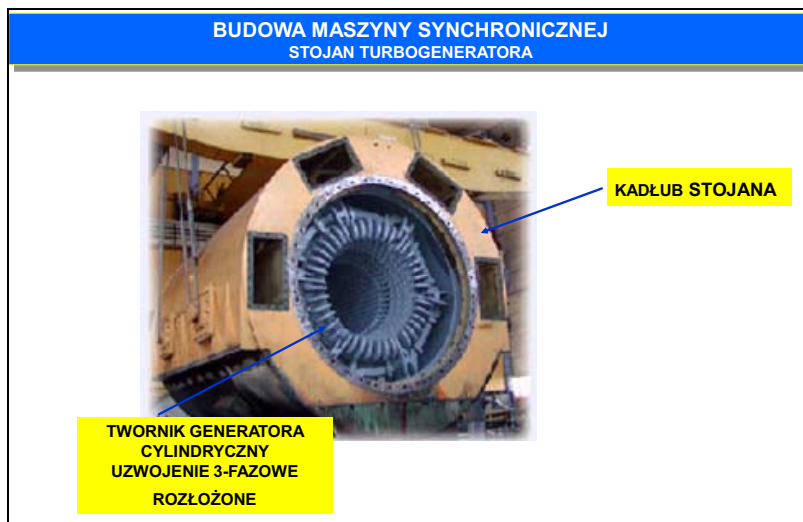 BUDOWA MASZYNY SYNCHRONICZNEJ
STOJAN TURBOGENERATORA
KADŁUB STOJANA
TWORNIK GENERATORA
CYLINDRYCZNY
UZWOJENIE 3-FAZOWE
ROZŁOŻONE